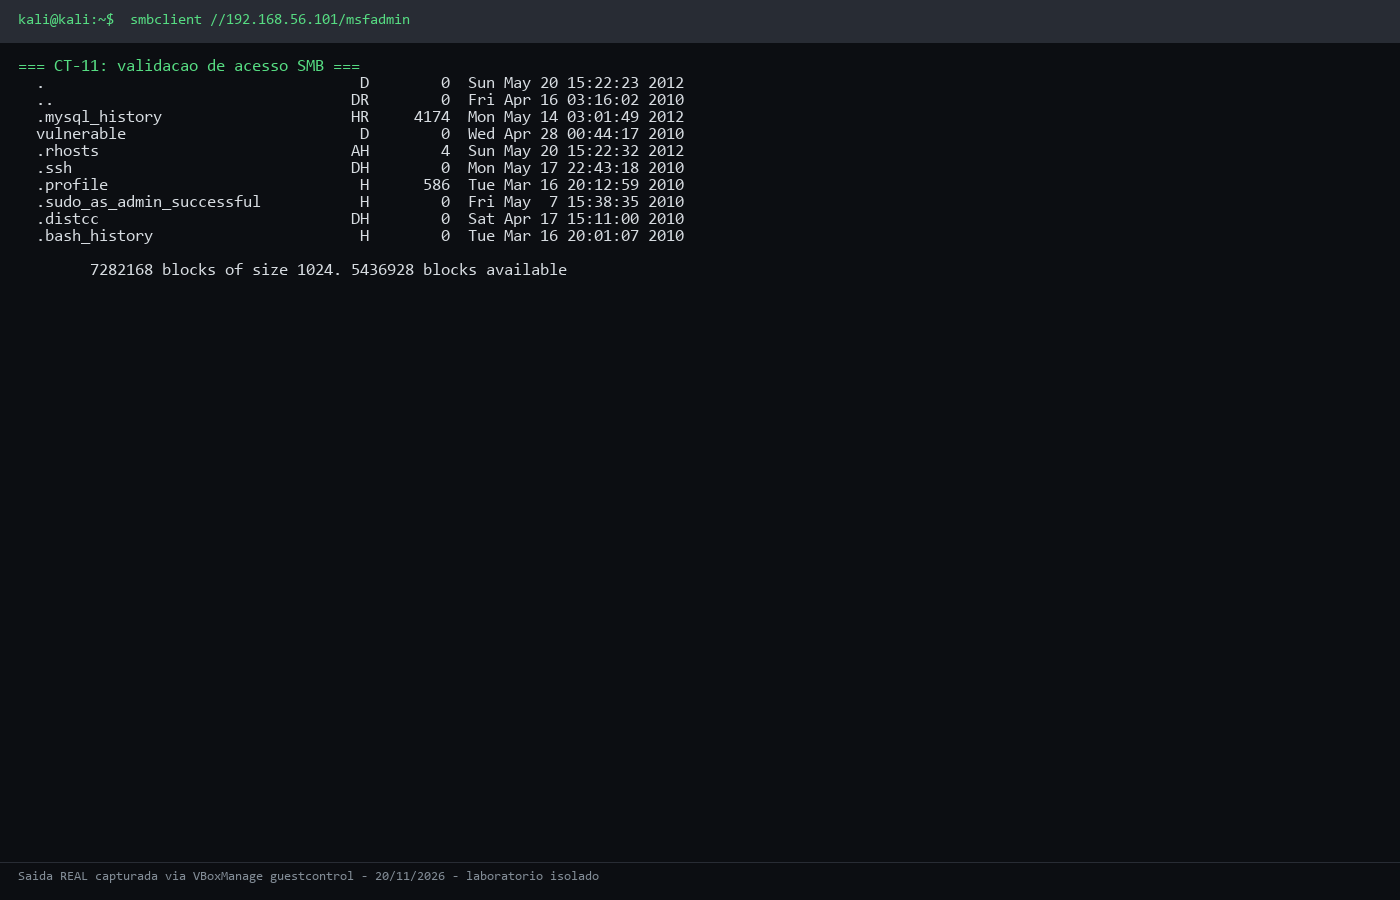 kali@kali:~$  smbclient //192.168.56.101/msfadmin
=== CT-11: validacao de acesso SMB ===
  .                                   D        0  Sun May 20 15:22:23 2012
  ..                                 DR        0  Fri Apr 16 03:16:02 2010
  .mysql_history                     HR     4174  Mon May 14 03:01:49 2012
  vulnerable                          D        0  Wed Apr 28 00:44:17 2010
  .rhosts                            AH        4  Sun May 20 15:22:32 2012
  .ssh                               DH        0  Mon May 17 22:43:18 2010
  .profile                            H      586  Tue Mar 16 20:12:59 2010
  .sudo_as_admin_successful           H        0  Fri May  7 15:38:35 2010
  .distcc                            DH        0  Sat Apr 17 15:11:00 2010
  .bash_history                       H        0  Tue Mar 16 20:01:07 2010
        7282168 blocks of size 1024. 5436928 blocks available
Saida REAL capturada via VBoxManage guestcontrol - 20/11/2026 - laboratorio isolado